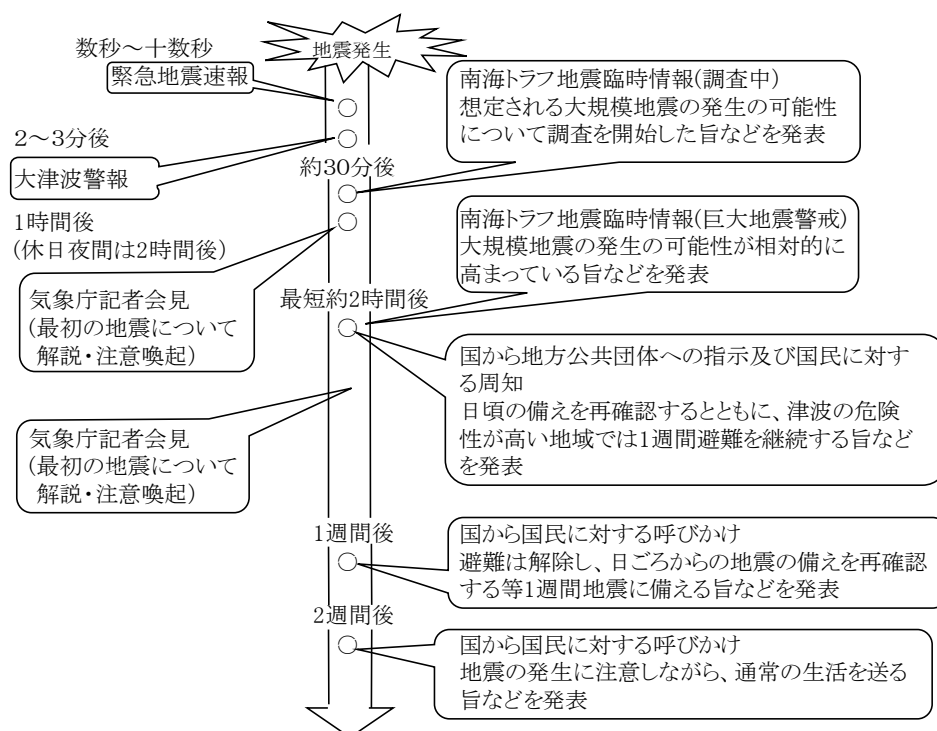 地震発生
数秒～十数秒
緊急地震速報
2～3分後
大津波警報
約30分後
南海トラフ地震臨時情報(調査中)
想定される大規模地震の発生の可能性
について調査を開始した旨などを発表
1時間後
(休日夜間は2時間後)
気象庁記者会見
(最初の地震について
解説・注意喚起)
最短約2時間後
南海トラフ地震臨時情報(巨大地震警戒)
大規模地震の発生の可能性が相対的に
高まっている旨などを発表
国から地方公共団体への指示及び国民に対す
る周知
日頃の備えを再確認するとともに、津波の危険
性が高い地域では1週間避難を継続する旨など
を発表
気象庁記者会見
(最初の地震について
解説・注意喚起)
1週間後
国から国民に対する呼びかけ
避難は解除し、日ごろからの地震の備えを再確認
する等1週間地震に備える旨などを発表
2週間後
国から国民に対する呼びかけ
地震の発生に注意しながら、通常の生活を送る
旨などを発表